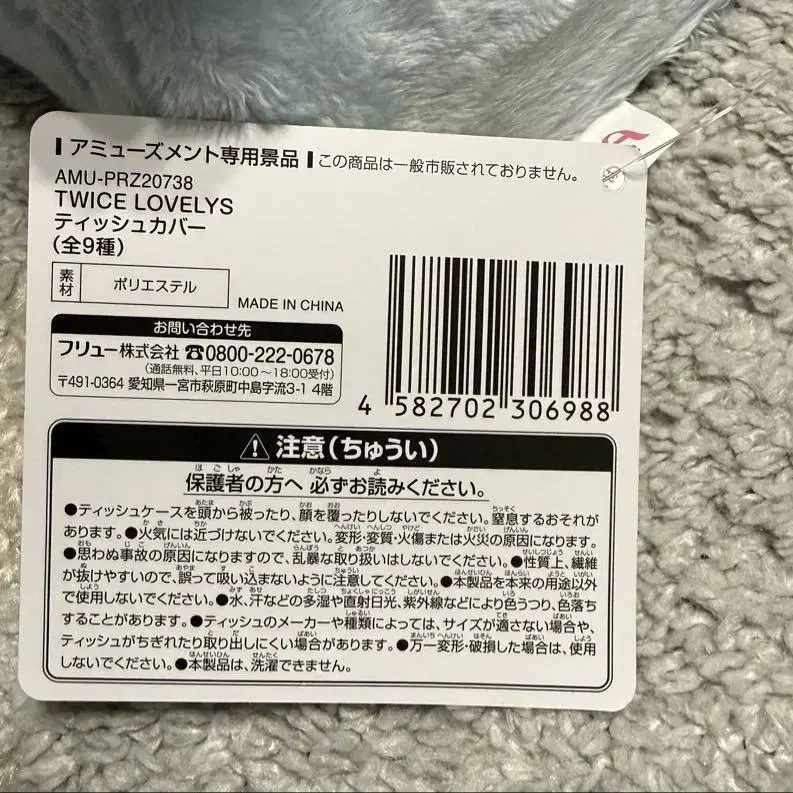 アミューズメント専用景品 この商品は一般市販されておりません。
AMU-PRZ20738
TWICE LOVELYS
ティッシュカバー
(全9種)
素材 ポリエステル
MADE IN CHINA
お問い合わせ先
フリュー株式会社 ☎0800-222-0678
(通話無料、平日10:00~18:00受付)
〒491-0364 愛知県一宮市萩原町中島字流3-1 4階
4 582702 306988
⚠ 注意(ちゅうい)
保護者の方へ 必ずお読みください。
●ティッシュケースを頭から被ったり、顔を覆ったりしないでください。窒息するおそれが
あります。●火気には近づけないでください。変形・変質・火傷または火災の原因になります。
●思わぬ事故の原因になりますので、乱暴な取り扱いはしないでください。●性質上、繊維
が抜けやすいので、誤って吸い込まないように注意してください。●本製品を本来の用途以外
で使用しないでください。●水、汗などの多湿や直射日光、紫外線などにより色うつり、色落ち
することがあります。●ティッシュのメーカーや種類によっては、サイズが適さない場合や、
ティッシュがちぎれたり取り出しにくい場合があります。●万一変形・破損した場合は、使用
しないでください。●本製品は、洗濯できません。